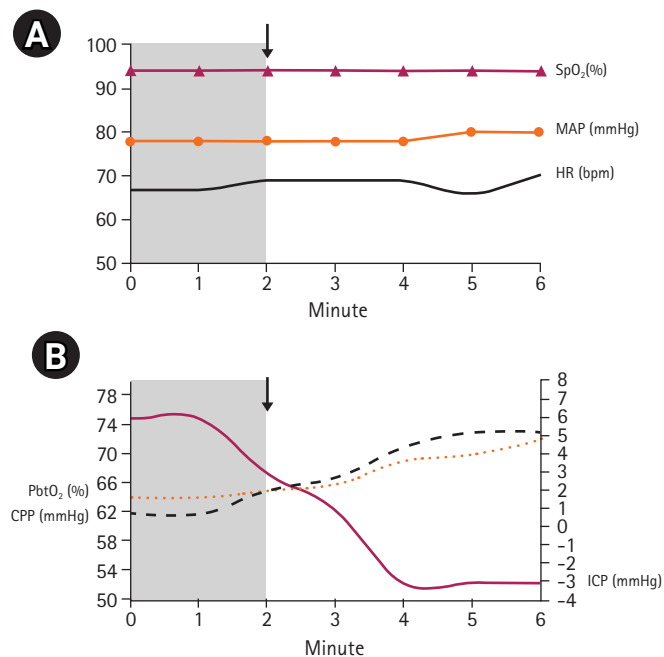 A
100
90
80
70
60
50
SpO₂(%)
MAP (mmHg)
HR (bpm)
0 1 2 3 4 5 6
Minute
B
78
74
70
66
62
58
54
50
PbtO₂ (%)
CPP (mmHg)
8
7
6
5
4
3
2
1
0
-1
-2
-3
-4
ICP (mmHg)
0 1 2 3 4 5 6
Minute